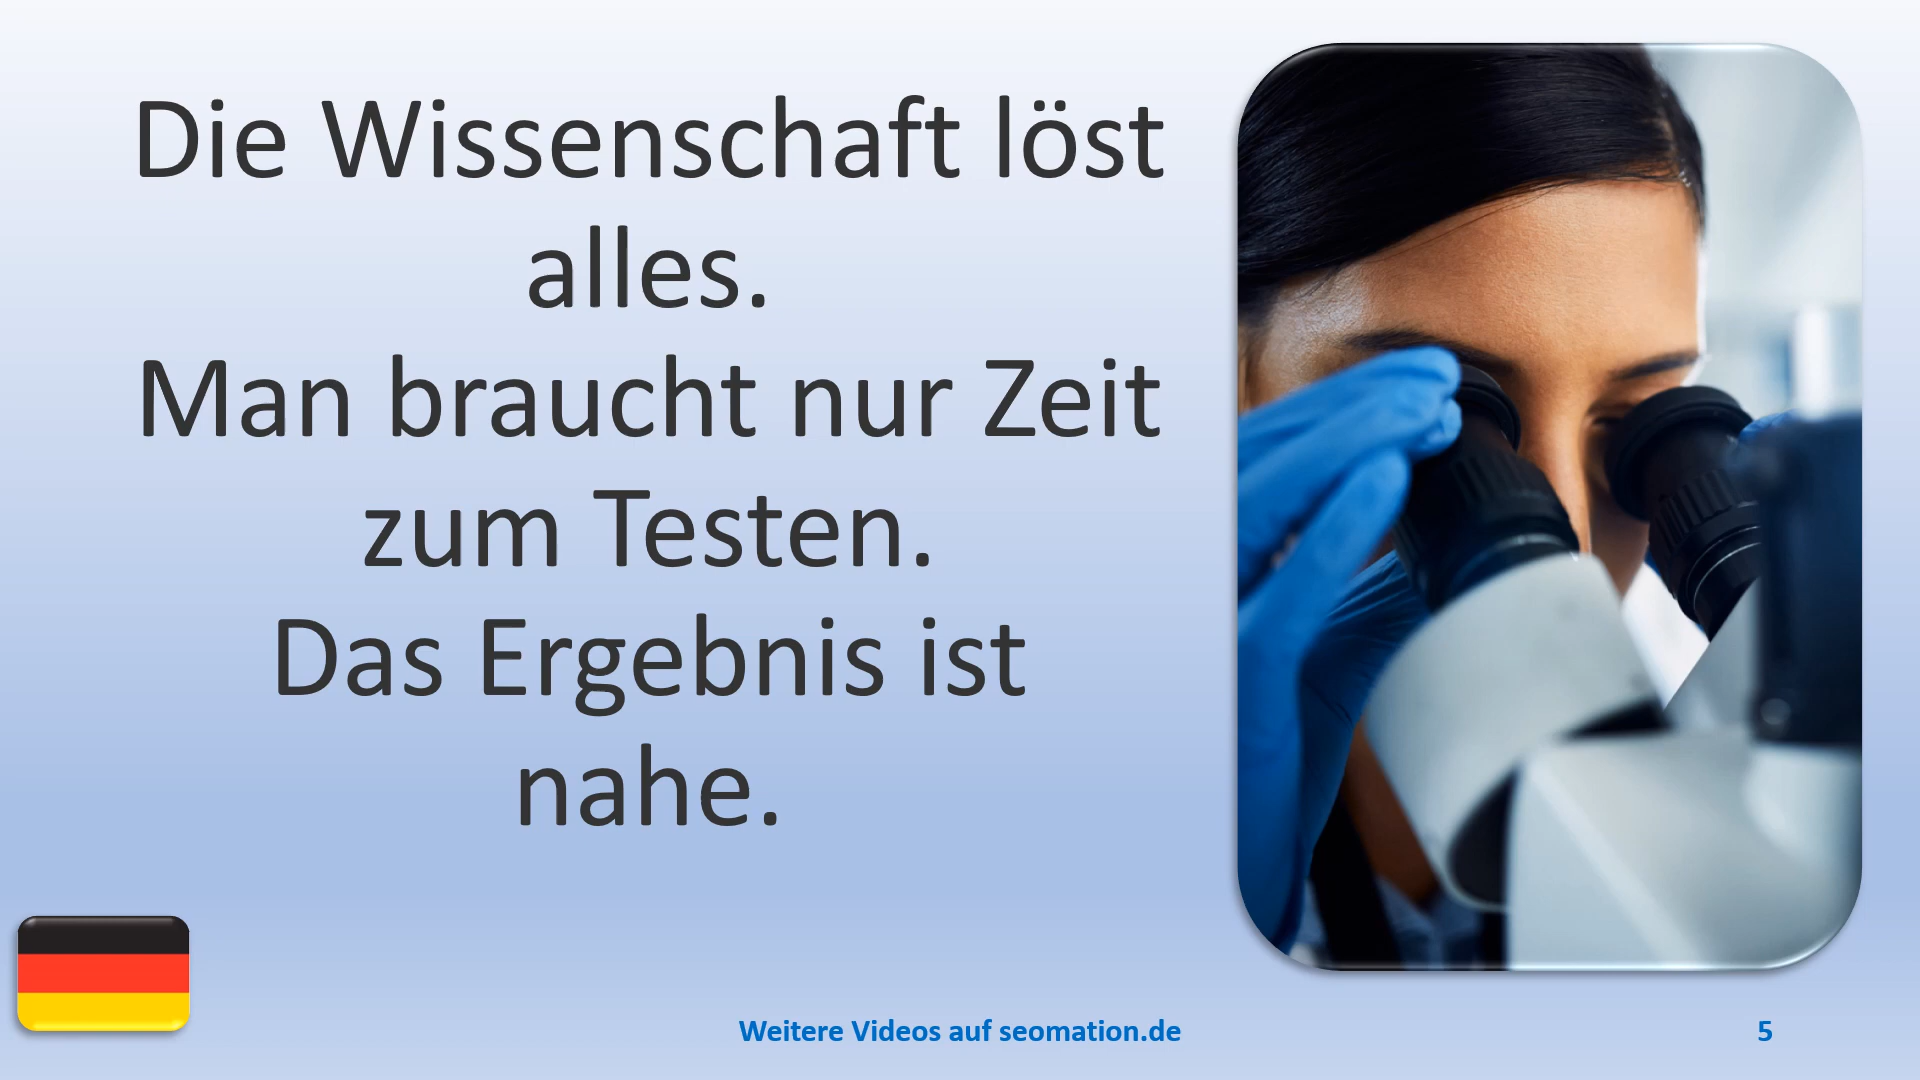 Die Wissenschaft löst
alles.
Man braucht nur Zeit
zum Testen.
Das Ergebnis ist
nahe.
Weitere Videos auf seomation.de
5